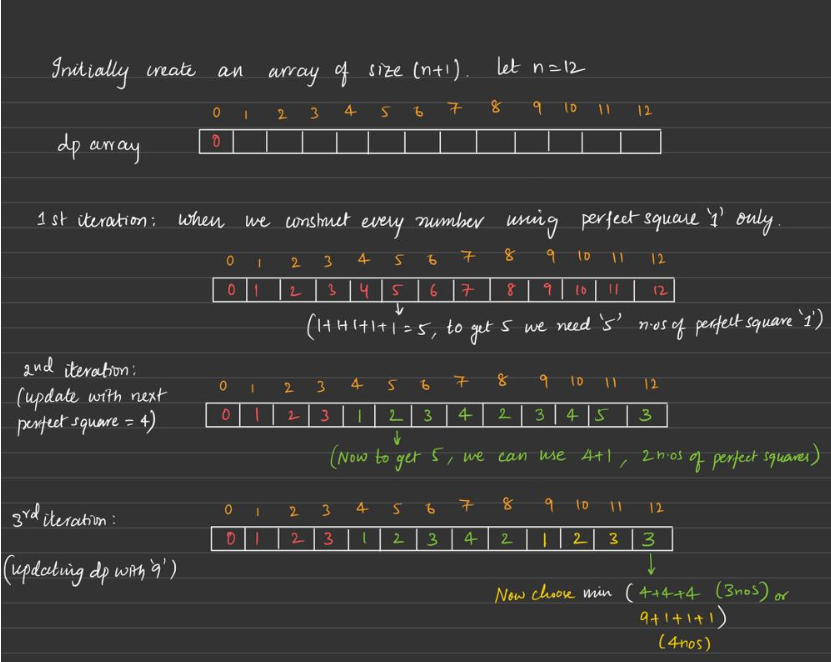 Initially create an array of size (n+1). let n=12
0 1 2 3 4 5 6 7 8 9 10 11 12
dp array 0
1st iteration: when we construct every number using perfect square '1' only.
0 1 2 3 4 5 6 7 8 9 10 11 12
0 1 2 3 4 5 6 7 8 9 10 11 12
(1+1+1+1+1=5, to get 5 we need '5' n.os of perfect square '1')
2nd iteration:
(update with next
perfect square = 4)
0 1 2 3 4 5 6 7 8 9 10 11 12
0 1 2 3 1 2 3 4 2 3 4 5 3
(Now to get 5, we can use 4+1, 2 n.os of perfect squares)
3rd iteration:
(updating dp with '9')
0 1 2 3 4 5 6 7 8 9 10 11 12
0 1 2 3 1 2 3 4 2 1 2 3 3
Now choose min (4+4+4 (3nos) or
9+1+1+1)
(4nos)